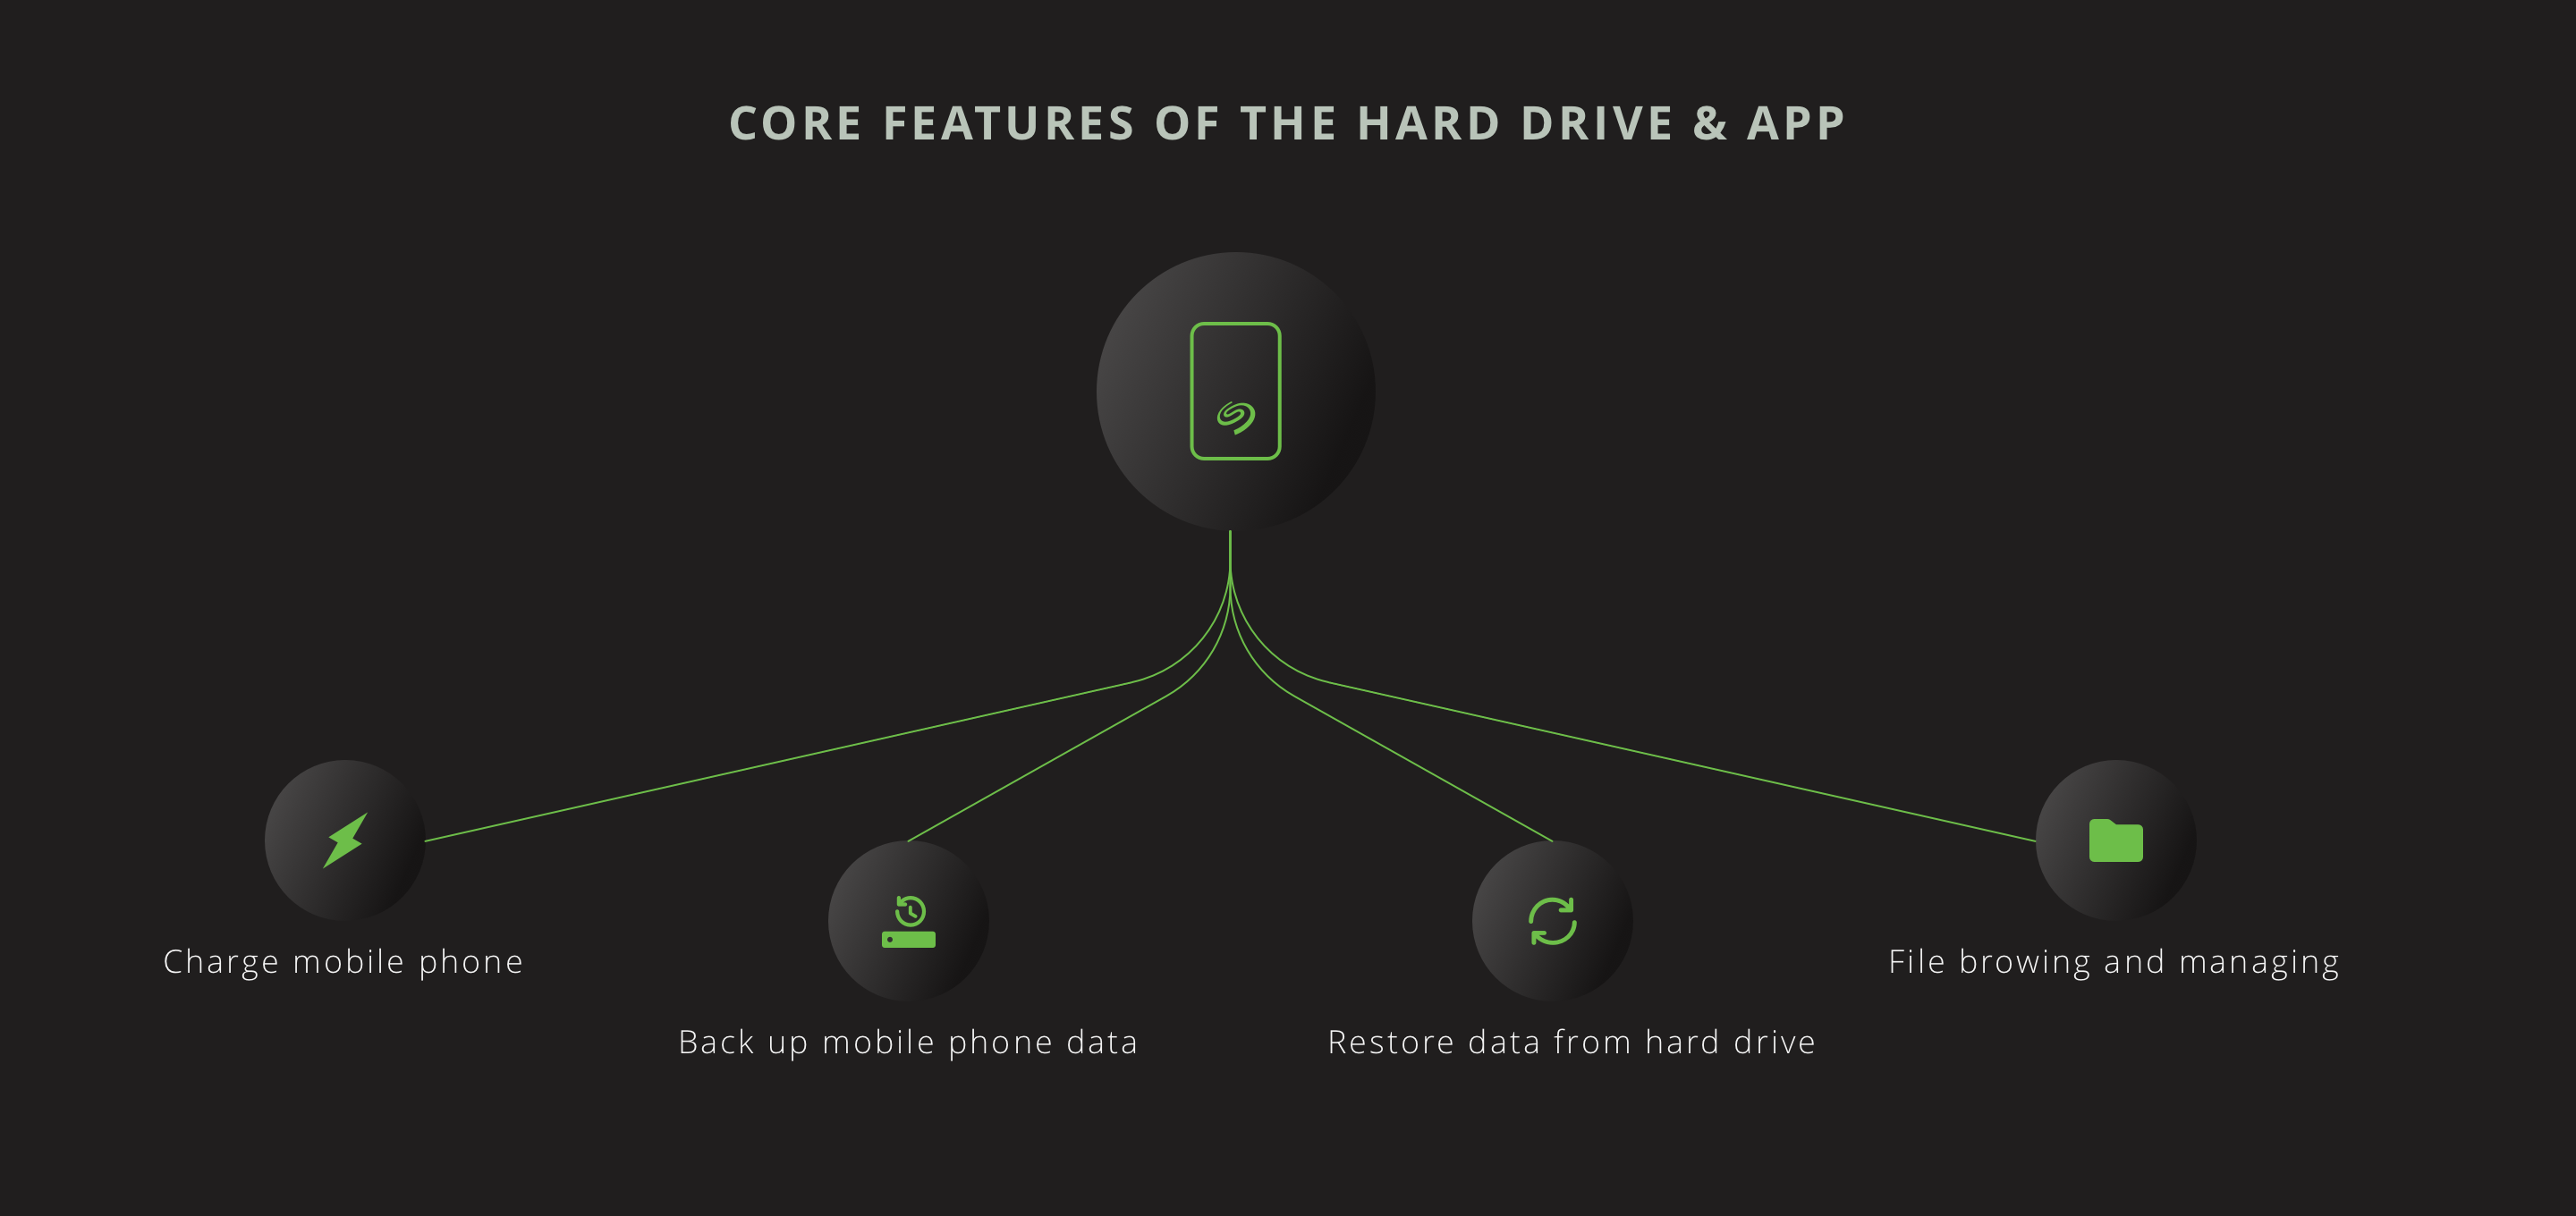 CORE FEATURES OF THE HARD DRIVE & APP
Charge mobile phone
Back up mobile phone data
Restore data from hard drive
File browing and managing